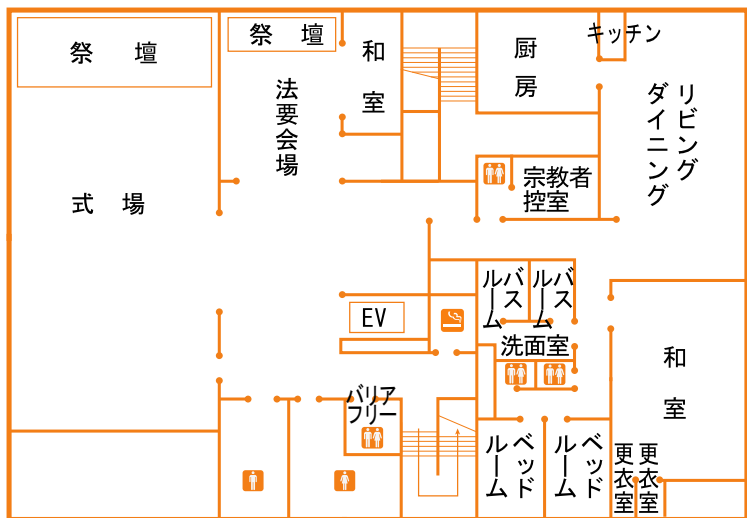 祭 壇
祭 壇
和室
厨房
キッチン
リビング
ダイニング
法要会場
式 場
宗教者
控室
バス
ルーム
バス
ルーム
EV
洗面室
和室
バリア
フリー
ベッド
ルーム
ベッド
ルーム
更衣室
更衣室